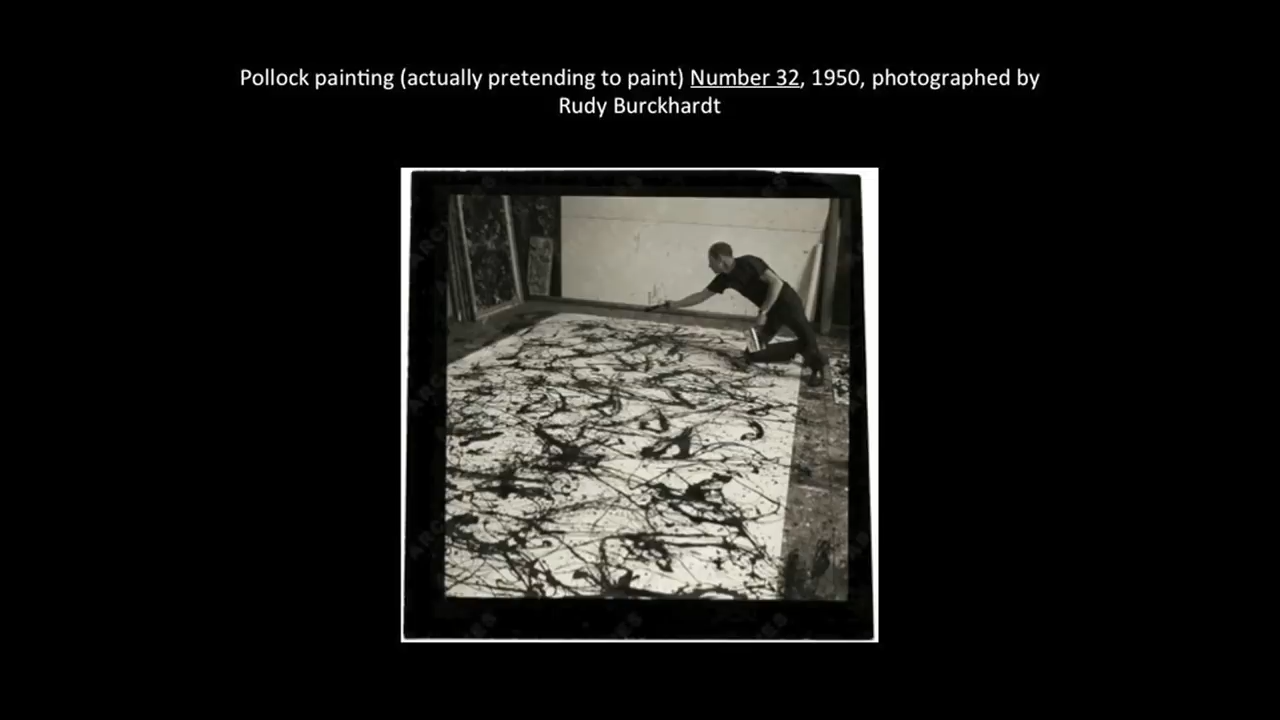 Pollock painting (actually pretending to paint) Number 32, 1950, photographed by
Rudy Burckhardt